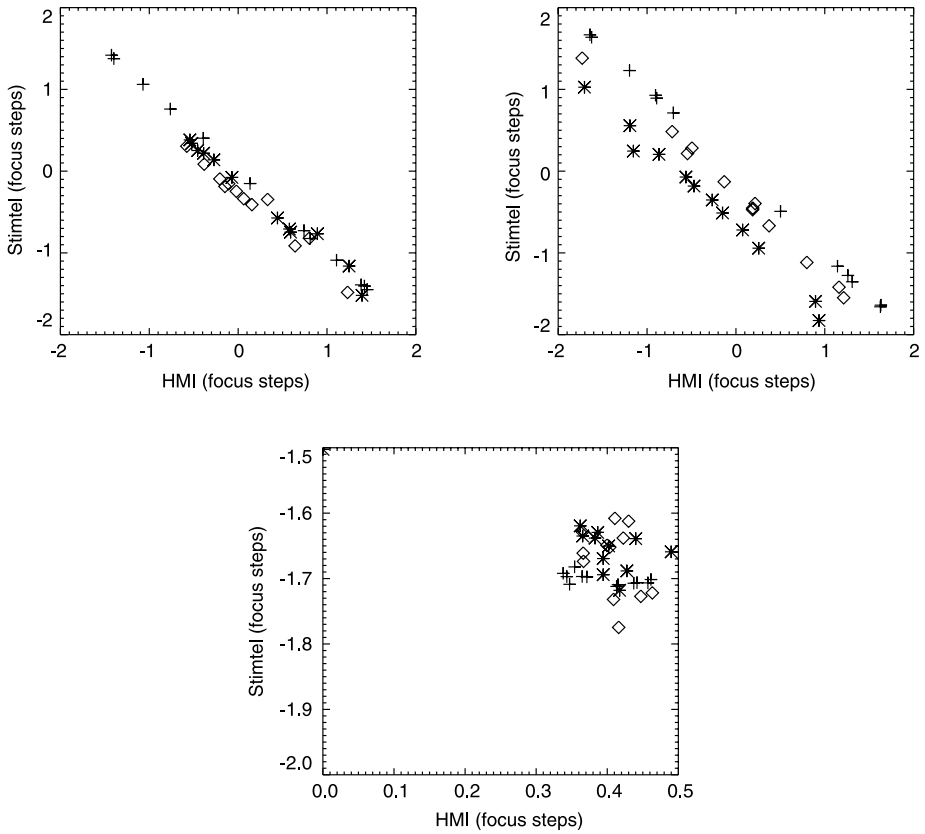 2
1
0
-1
-2
Stimtel (focus steps)
-2 -1 0 1 2
HMI (focus steps)
2
1
0
-1
-2
Stimtel (focus steps)
-2 -1 0 1 2
HMI (focus steps)
-1.5
-1.6
-1.7
-1.8
-1.9
-2.0
Stimtel (focus steps)
0.0 0.1 0.2 0.3 0.4 0.5
HMI (focus steps)